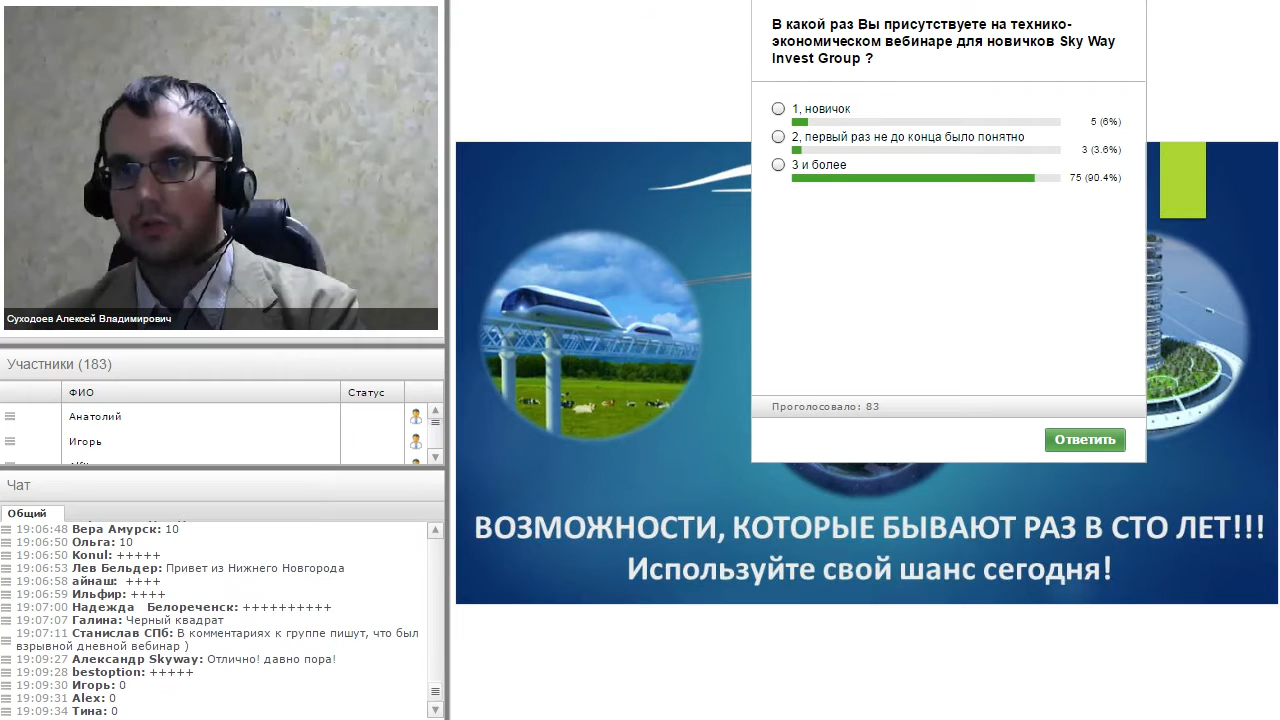 Суходоев Алексей Владимирович
Участники (183)
ФИО
Статус
Анатолий
Игорь
Чат
Общий
19:06:48 Вера Амурск: 10
19:06:50 Ольга: 10
19:06:50 Konul: +++++
19:06:53 Лев Бельдер: Привет из Нижнего Новгорода
19:06:58 айнаш: ++++
19:06:59 Ильфир: ++++
19:07:00 Надежда Белореченск: ++++++++++
19:07:07 Галина: Черный квадрат
19:07:11 Станислав СПб: В комментариях к группе пишут, что был
взрывной дневной вебинар )
19:09:27 Александр Skyway: Отлично! давно пора!
19:09:28 bestoption: +++++
19:09:30 Игорь: 0
19:09:31 Alex: 0
19:09:34 Тина: 0
В какой раз Вы присутствуете на технико-
экономическом вебинаре для новичков Sky Way
Invest Group ?
1, новичок
5 (6%)
2, первый раз не до конца было понятно
3 (3.6%)
3 и более
75 (90.4%)
Проголосовало: 83
Ответить
ВОЗМОЖНОСТИ, КОТОРЫЕ БЫВАЮТ РАЗ В СТО ЛЕТ!!!
Используйте свой шанс сегодня!